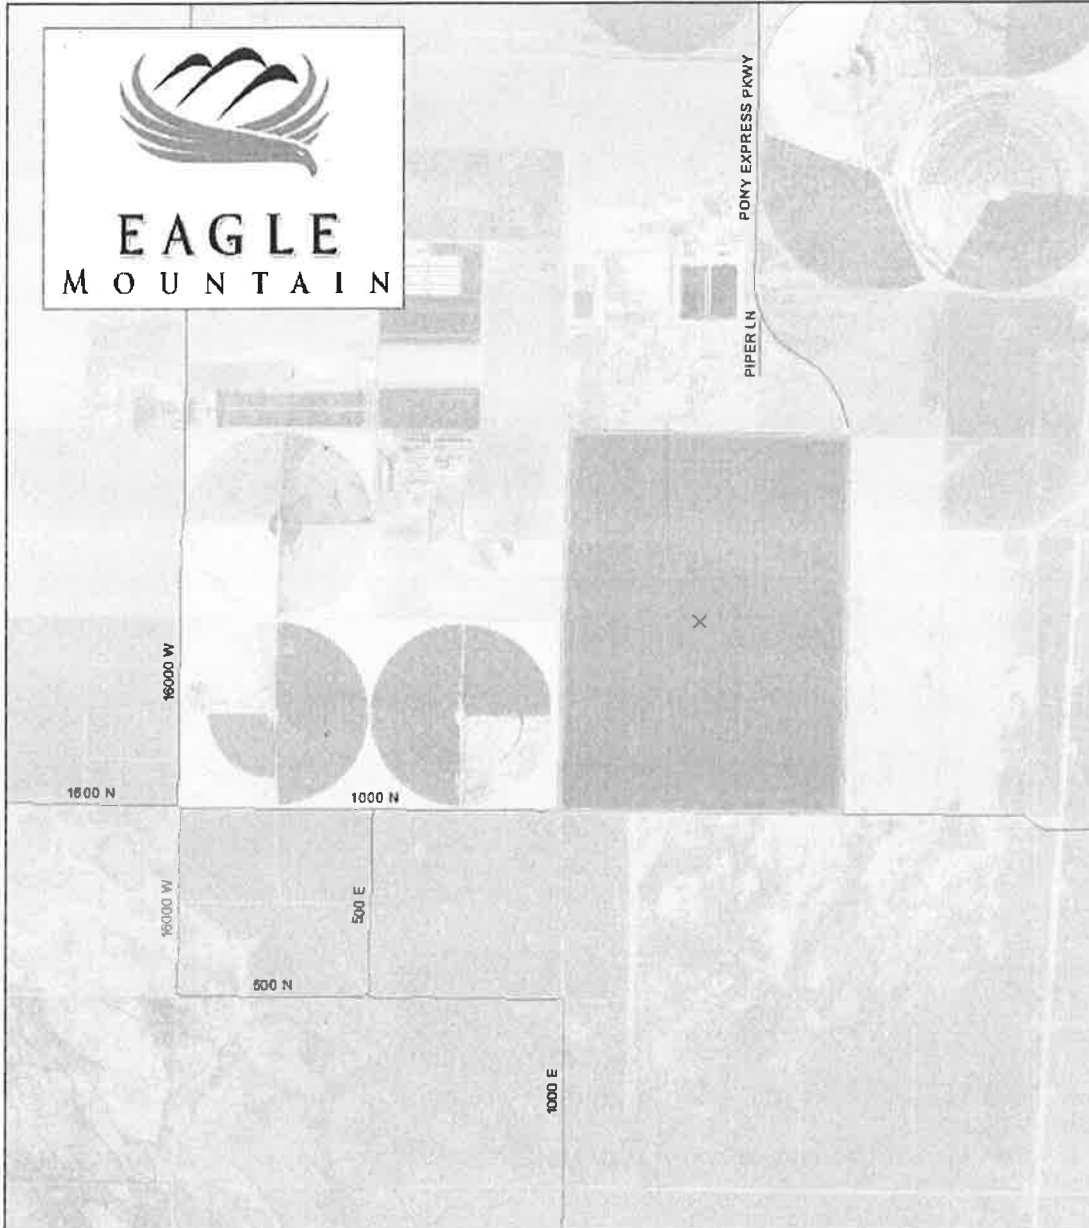 EAGLE
MOUNTAIN
PONY EXPRESS PKWY
PIPER LN
16000 W
1600 N
1000 N
16000 W
500 E
500 N
1000 E